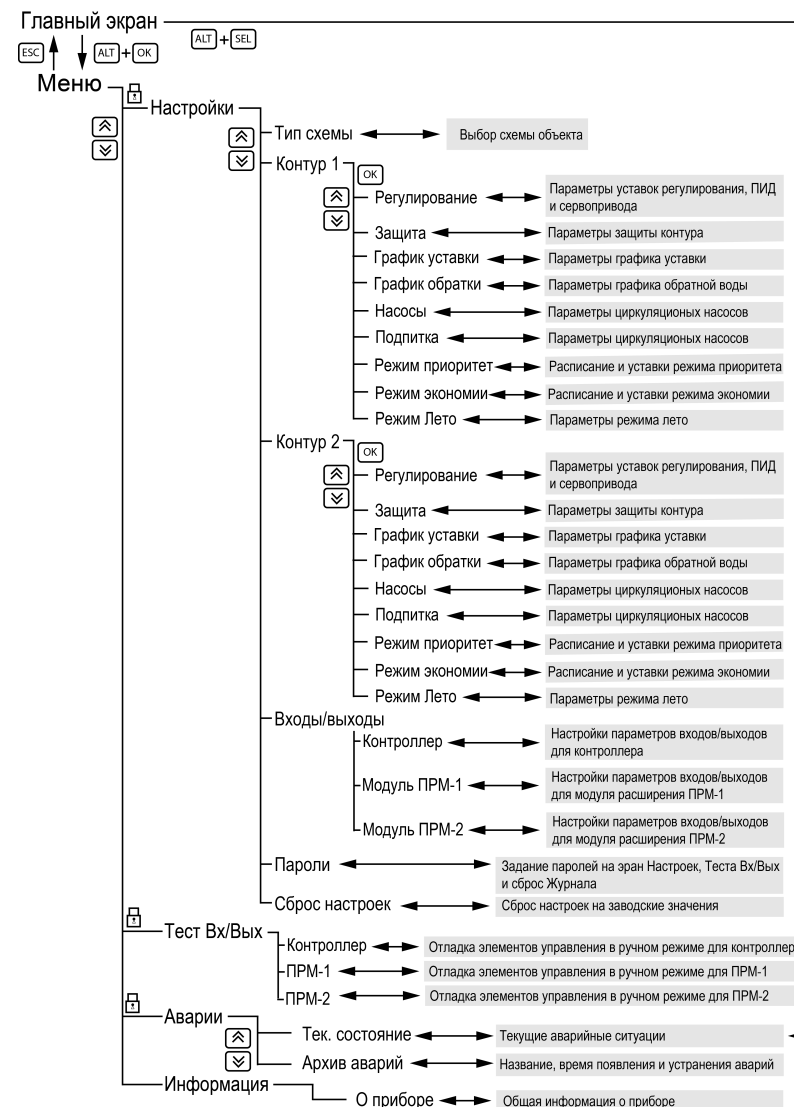 Главный экран
ALT + SEL
ESC ALT + OK
Меню
Настройки
Тип схемы Выбор схемы объекта
Контур 1
OK
Регулирование Параметры уставок регулирования, ПИД
и сервопривода
Защита Параметры защиты контура
График уставки Параметры графика уставки
График обратки Параметры графика обратной воды
Насосы Параметры циркуляционых насосов
Подпитка Параметры циркуляционых насосов
Режим приоритет Расписание и уставки режима приоритета
Режим экономии Расписание и уставки режима экономии
Режим Лето Параметры режима лето
Контур 2
OK
Регулирование Параметры уставок регулирования, ПИД
и сервопривода
Защита Параметры защиты контура
График уставки Параметры графика уставки
График обратки Параметры графика обратной воды
Насосы Параметры циркуляционых насосов
Подпитка Параметры циркуляционых насосов
Режим приоритет Расписание и уставки режима приоритета
Режим экономии Расписание и уставки режима экономии
Режим Лето Параметры режима лето
Входы/выходы
Контроллер Настройки параметров входов/выходов
для контроллера
Модуль ПРМ-1 Настройки параметров входов/выходов
для модуля расширения ПРМ-1
Модуль ПРМ-2 Настройки параметров входов/выходов
для модуля расширения ПРМ-2
Пароли Задание паролей на эран Настроек, Теста Вх/Вых
и сброс Журнала
Сброс настроек Сброс настроек на заводские значения
Тест Вх/Вых
Контроллер Отладка элементов управления в ручном режиме для контроллер
ПРМ-1 Отладка элементов управления в ручном режиме для ПРМ-1
ПРМ-2 Отладка элементов управления в ручном режиме для ПРМ-2
Аварии
Тек. состояние Текущие аварийные ситуации
Архив аварий Название, время появления и устранения аварий
Информация
О приборе Общая информация о приборе